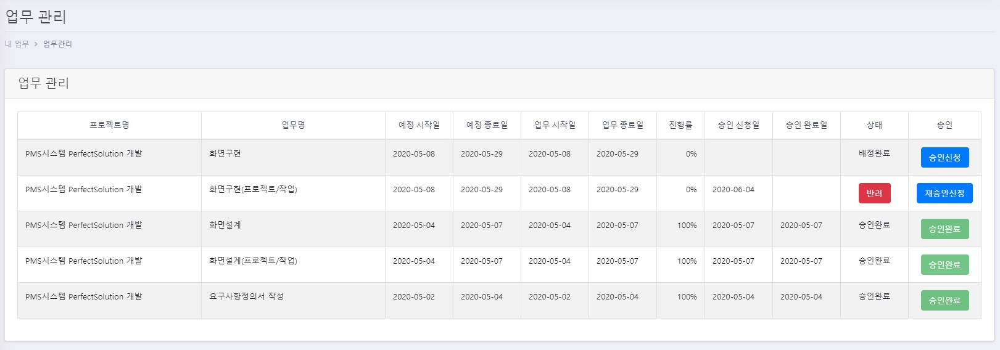 업무 관리
내 업무 > 업무관리
업무 관리
프로젝트명 업무명 예정 시작일 예정 종료일 업무 시작일 업무 종료일 진행률 승인 신청일 승인 완료일 상태 승인
PMS시스템 PerfectSolution 개발 화면구현 2020-05-08 2020-05-29 2020-05-08 2020-05-29 0% 배정완료 승인신청
PMS시스템 PerfectSolution 개발 화면구현(프로젝트/작업) 2020-05-08 2020-05-29 2020-05-08 2020-05-29 0% 2020-06-04 반려 재승인신청
PMS시스템 PerfectSolution 개발 화면설계 2020-05-04 2020-05-07 2020-05-04 2020-05-07 100% 2020-05-07 2020-05-07 승인완료 승인완료
PMS시스템 PerfectSolution 개발 화면설계(프로젝트/작업) 2020-05-04 2020-05-07 2020-05-04 2020-05-07 100% 2020-05-07 2020-05-07 승인완료 승인완료
PMS시스템 PerfectSolution 개발 요구사항정의서 작성 2020-05-02 2020-05-04 2020-05-02 2020-05-04 100% 2020-05-04 2020-05-04 승인완료 승인완료